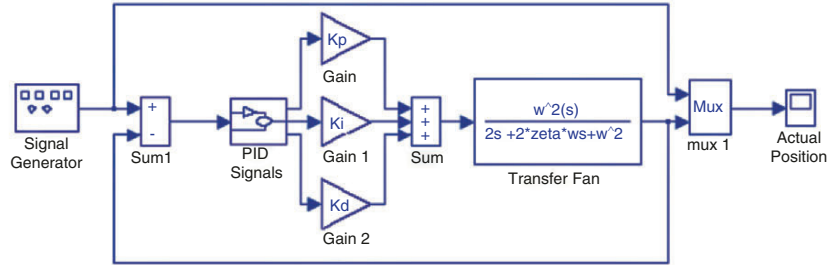 Signal
Generator
+
-
Sum1
PID
Signals
Kp
Gain
Ki
Gain 1
Kd
Gain 2
+
+
+
Sum
w^2(s)
2s +2*zeta*ws+w^2
Transfer Fan
Mux
mux 1
Actual
Position